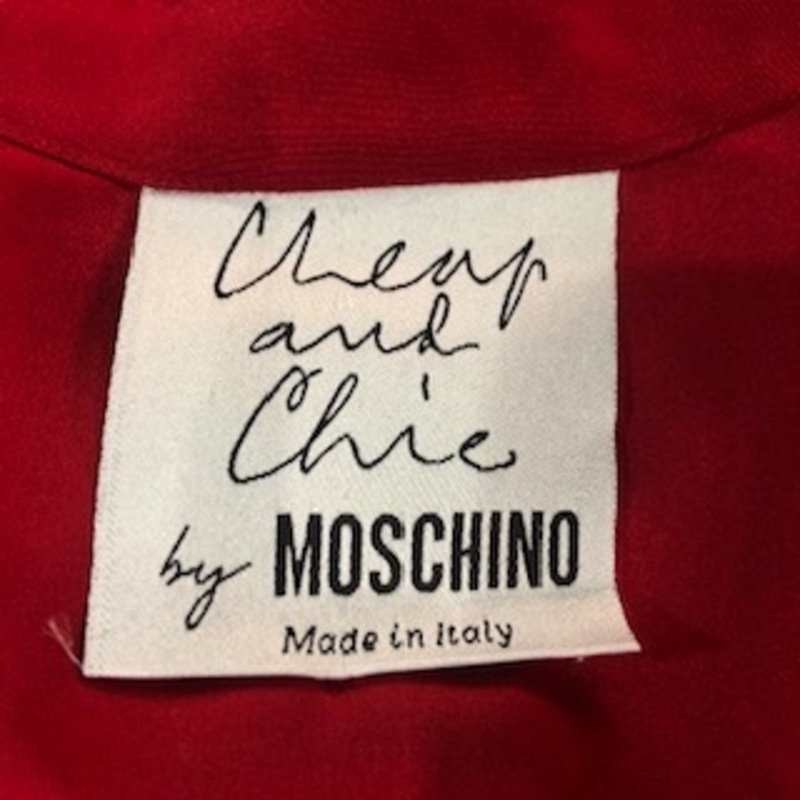 Cheap
and
Chic
by MOSCHINO
Made in Italy